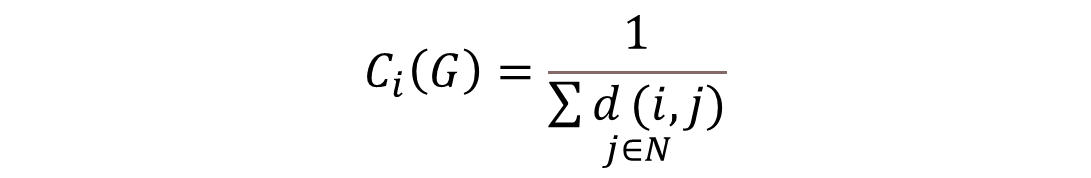 1
C_i(G) =
∑ d (i,j)
j∈N